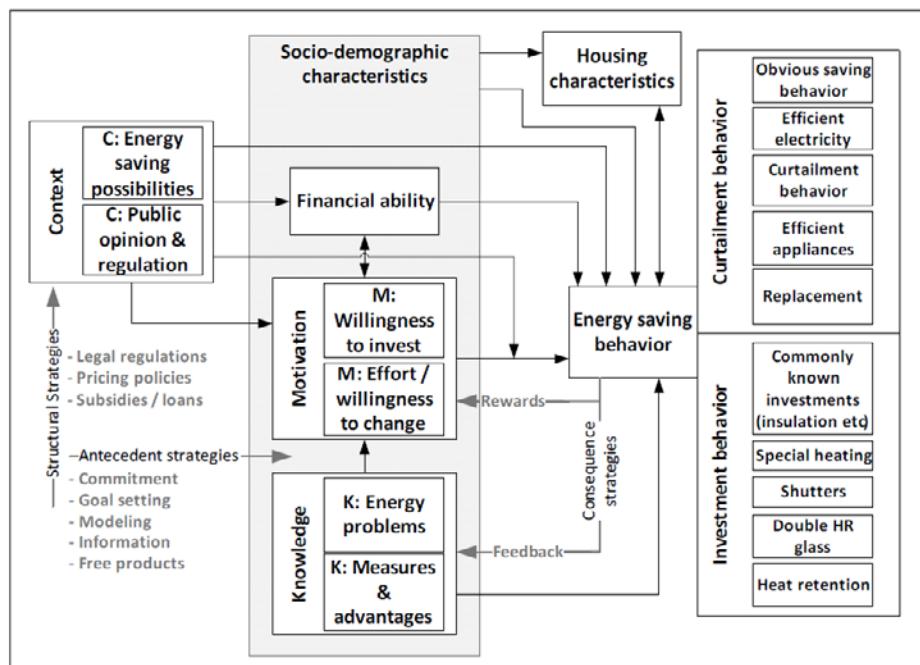 Socio-demographic
characteristics
Housing
characteristics
Context
C: Energy
saving
possibilities
C: Public
opinion &
regulation
Financial ability
Motivation
M:
Willingness
to invest
M: Effort /
willingness
to change
Knowledge
K: Energy
problems
K: Measures
& advantages
Structural Strategies
- Legal regulations
- Pricing policies
- Subsidies / loans
Antecedent strategies
- Commitment
- Goal setting
- Modeling
- Information
- Free products
Energy saving
behavior
Rewards
Feedback
Consequence
strategies
Curtailment behavior
Obvious saving
behavior
Efficient
electricity
Curtailment
behavior
Efficient
appliances
Replacement
Investment behavior
Commonly
known
investments
(insulation etc)
Special heating
Shutters
Double HR
glass
Heat retention